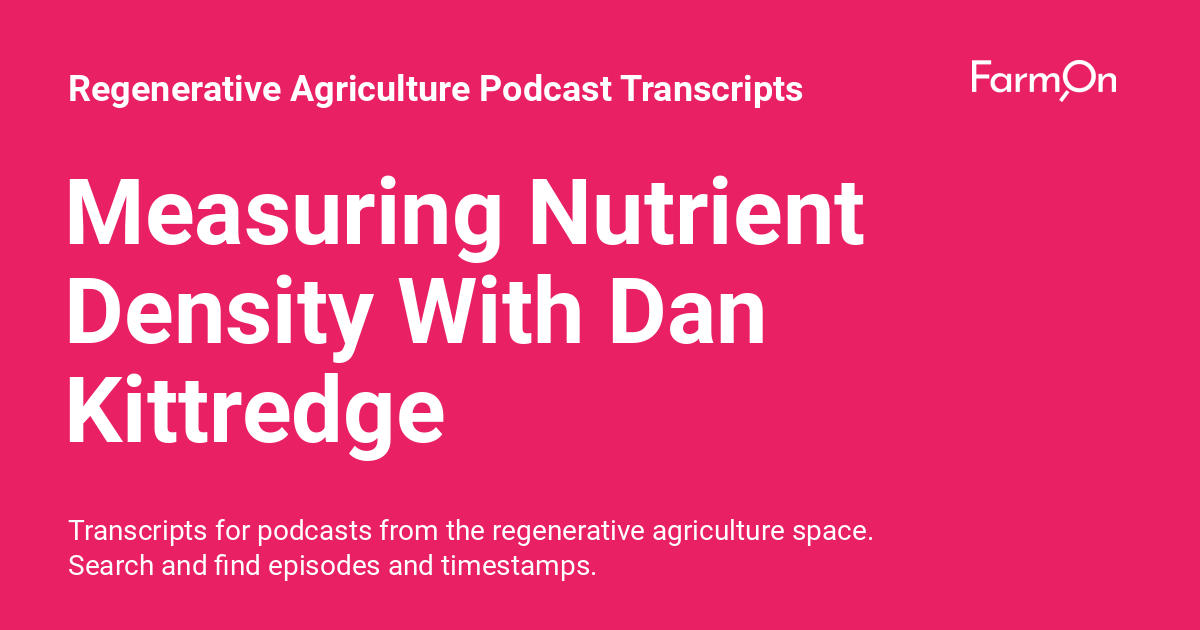 Regenerative Agriculture Podcast Transcripts
FarmOn
Measuring Nutrient
Density With Dan
Kittredge
Transcripts for podcasts from the regenerative agriculture space.
Search and find episodes and timestamps.